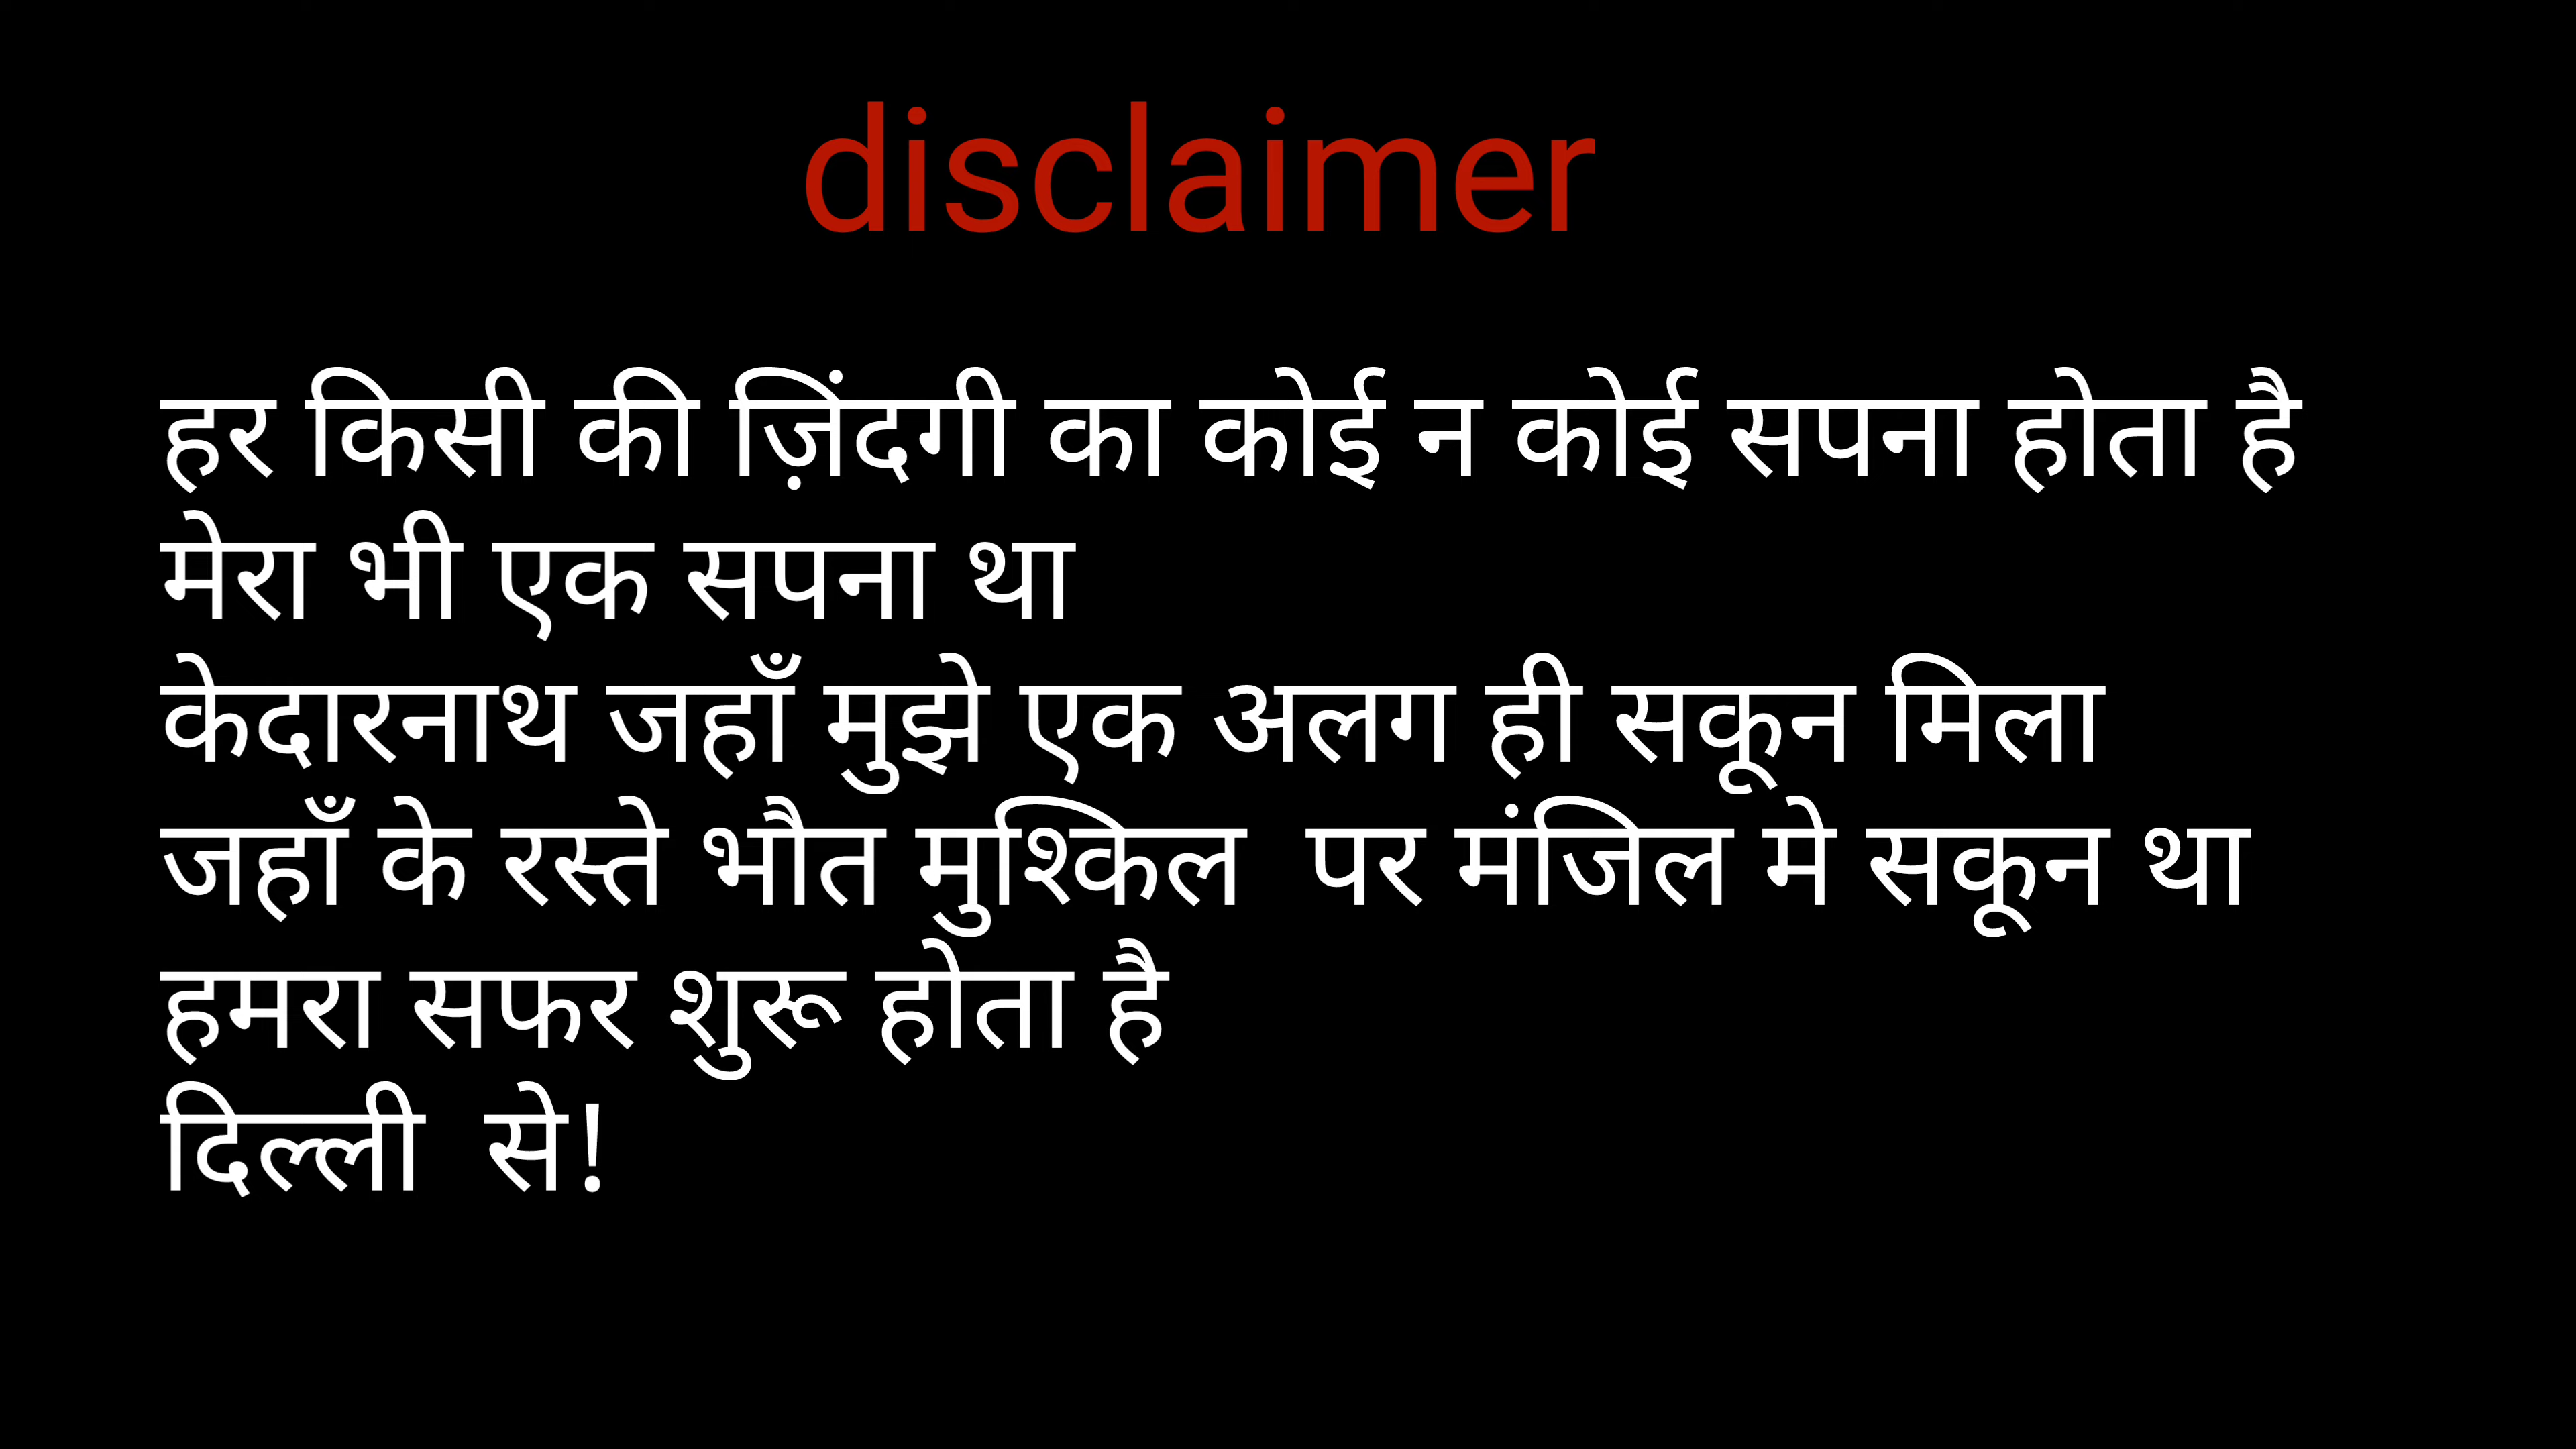 disclaimer
हर किसी की ज़िंदगी का कोई न कोई सपना होता है
मेरा भी एक सपना था
केदारनाथ जहाँ मुझे एक अलग ही सकून मिला
जहाँ के रस्ते भौत मुश्किल  पर मंजिल मे सकून था
हमरा सफर शुरू होता है
दिल्ली  से!